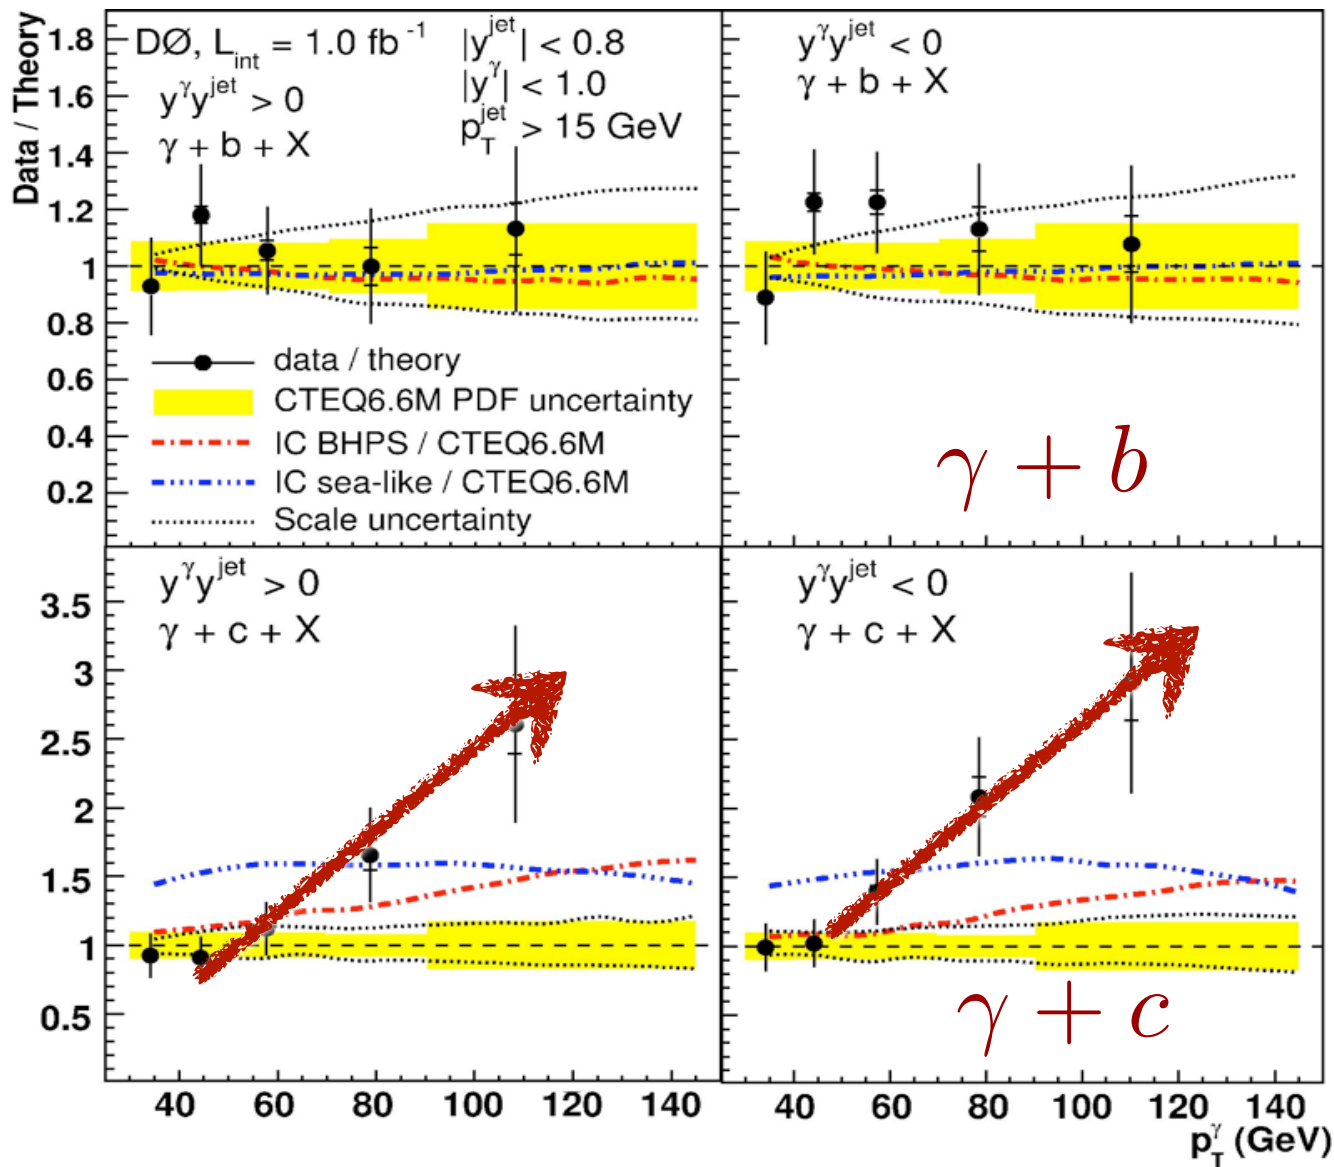 Data / Theory
1.8
1.6
1.4
1.2
1
0.8
0.6
0.4
0.2
DØ, L_int = 1.0 fb^-1
y^γ y^jet > 0
γ + b + X
|y^jet| < 0.8
|y^γ| < 1.0
p_T^jet > 15 GeV
data / theory
CTEQ6.6M PDF uncertainty
IC BHPS / CTEQ6.6M
IC sea-like / CTEQ6.6M
Scale uncertainty
y^γ y^jet < 0
γ + b + X
γ + b
3.5
3
2.5
2
1.5
1
0.5
y^γ y^jet > 0
γ + c + X
y^γ y^jet < 0
γ + c + X
γ + c
40 60 80 100 120 140
40 60 80 100 120 140
p_T^γ (GeV)